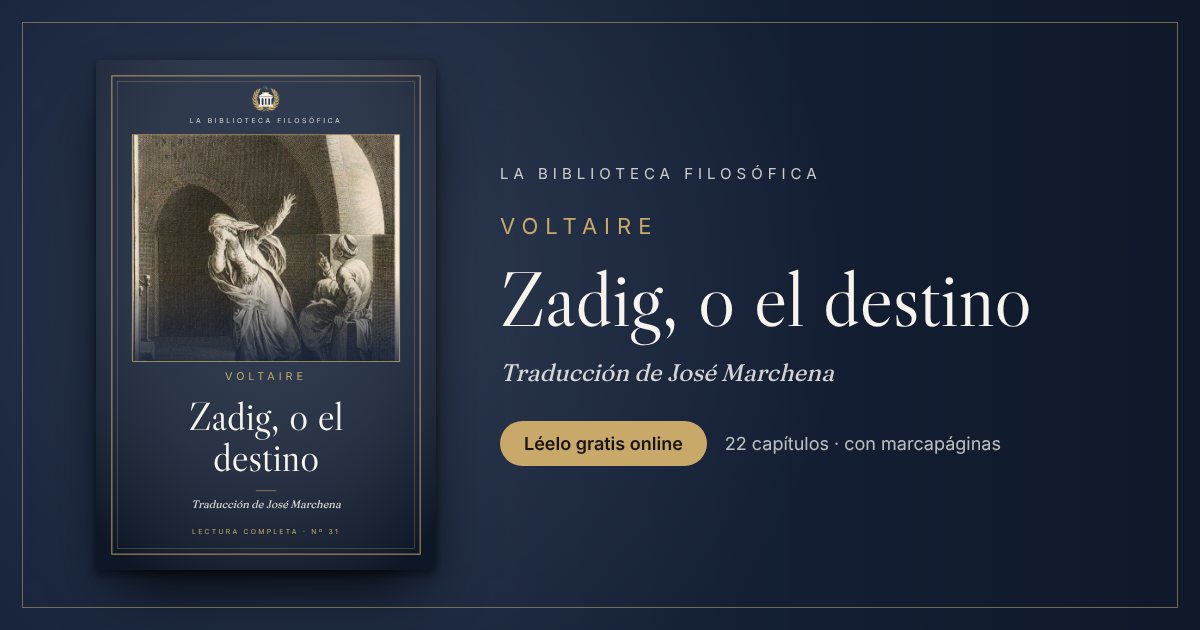 LA BIBLIOTECA FILOSÓFICA
VOLTAIRE
Zadig, o el
destino
Traducción de José Marchena
LECTURA COMPLETA · Nº 31
LA BIBLIOTECA FILOSÓFICA
VOLTAIRE
Zadig, o el destino
Traducción de José Marchena
Léelo gratis online
22 capítulos · con marcapáginas